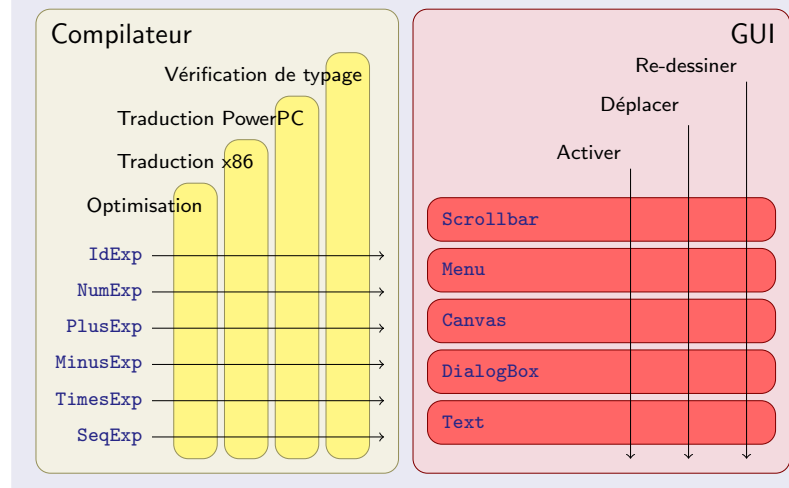 Compilateur
Vérification de typage
Traduction PowerPC
Traduction x86
Optimisation
IdExp
NumExp
PlusExp
MinusExp
TimesExp
SeqExp
GUI
Re-dessiner
Déplacer
Activer
Scrollbar
Menu
Canvas
DialogBox
Text